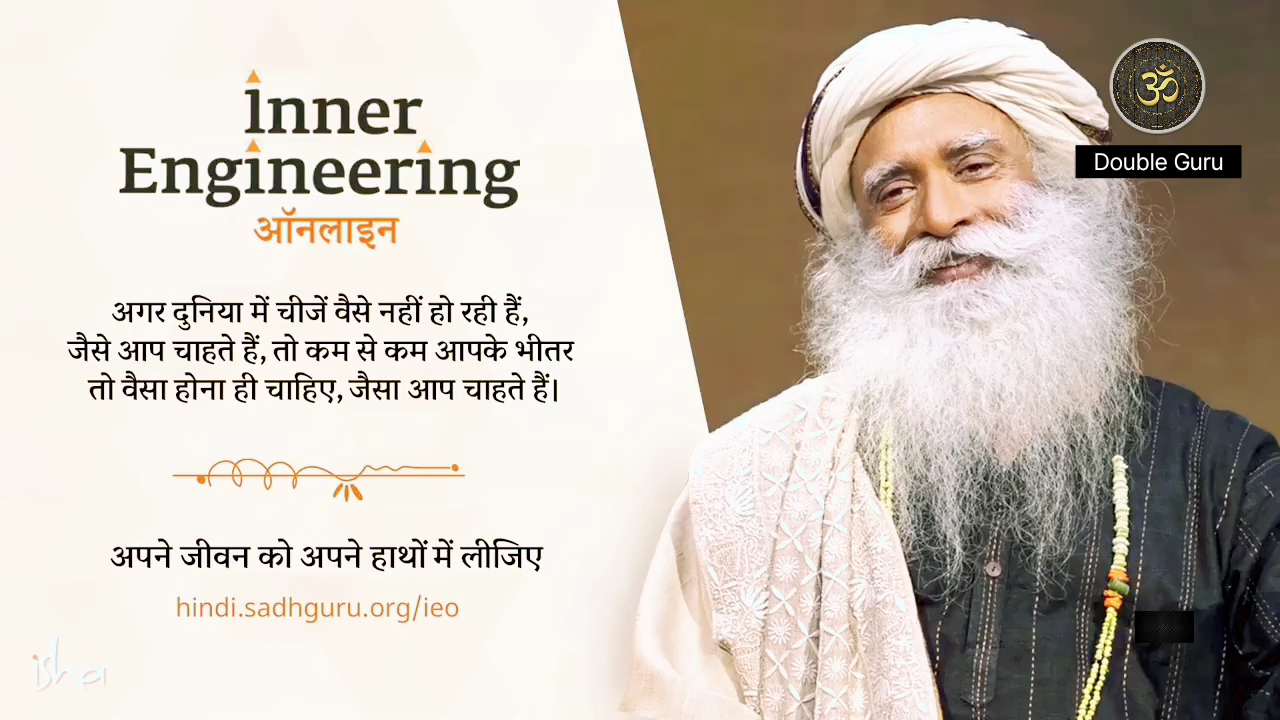 inner
Engineering
ऑनलाइन
अगर दुनिया में चीजें वैसे नहीं हो रही हैं,
जैसे आप चाहते हैं, तो कम से कम आपके भीतर
तो वैसा होना ही चाहिए, जैसा आप चाहते हैं।
अपने जीवन को अपने हाथों में लीजिए
hindi.sadhguru.org/ieo
isha
ॐ
Double Guru